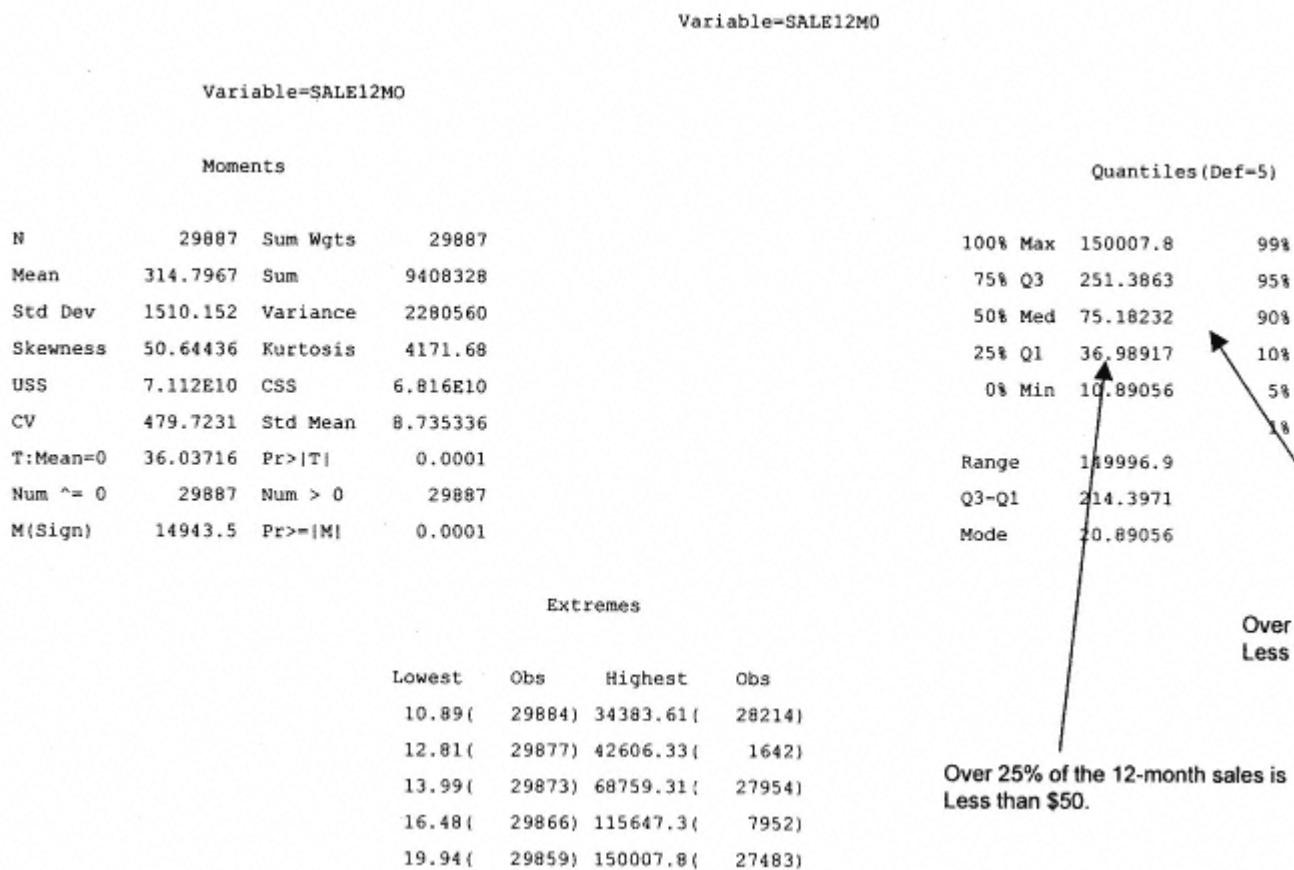 Variable=SALE12MO
Variable=SALE12MO
Moments
N 29887 Sum Wgts 29887
Mean 314.7967 Sum 9408328
Std Dev 1510.152 Variance 2280560
Skewness 50.64436 Kurtosis 4171.68
USS 7.112E10 CSS 6.816E10
CV 479.7231 Std Mean 8.735336
T:Mean=0 36.03716 Pr>|T| 0.0001
Num ^= 0 29887 Num > 0 29887
M(Sign) 14943.5 Pr>=|M| 0.0001
Quantiles(Def=5)
100% Max 150007.8 99%
75% Q3 251.3863 95%
50% Med 75.18232 90%
25% Q1 36.98917 10%
0% Min 10.89056 5%
1%
Range 149996.9
Q3-Q1 214.3971
Mode 20.89056
Extremes
Lowest Obs Highest Obs
10.89( 29884) 34383.61( 28214)
12.81( 29877) 42606.33( 1642)
13.99( 29873) 68759.31( 27954)
16.48( 29866) 115647.3( 7952)
19.94( 29859) 150007.8( 27483)
Over
Less
Over 25% of the 12-month sales is
Less than $50.